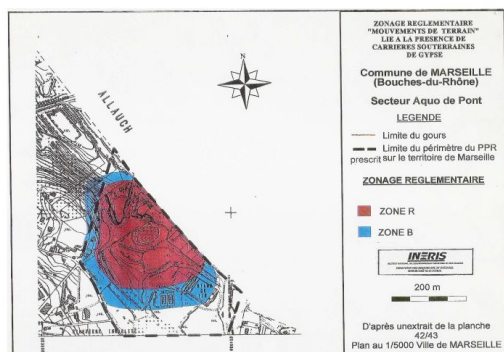 ALLAUCH
ZONAGE REGLEMENTAIRE
"MOUVEMENTS DE TERRAIN"
LIE A LA PRESENCE DE
CARRIERES SOUTERRAINES
DE GYPSE
Commune de MARSEILLE
(Bouches-du-Rhône)
Secteur Aquo de Pont
LEGENDE
Limite du gours
Limite du périmètre du PPR
prescrit sur le territoire de Marseille
ZONAGE REGLEMENTAIRE
ZONE R
ZONE B
INERIS
200 m
D'après unextrait de la planche
42/43
Plan au 1/5000 Ville de MARSEILLE